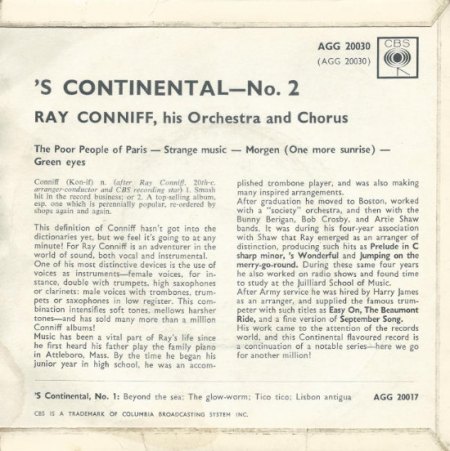 AGG 20030
(AGG 20030)
CBS
'S CONTINENTAL—No. 2
RAY CONNIFF, his Orchestra and Chorus
The Poor People of Paris — Strange music — Morgen (One more sunrise) —
Green eyes
Conniff (Kon-if) n. (after Ray Conniff, 20th-c.
arranger-conductor and CBS recording star) 1. Smash
hit in the record business: or 2. A top-selling album,
esp. one which is perennially popular, re-ordered by
shops again and again.
This definition of Conniff hasn't got into the
dictionaries yet, but we feel it's going to at any
minute! For Ray Conniff is an adventurer in the
world of sound, both vocal and instrumental.
One of his most distinctive devices is the use of
voices as instruments—female voices, for in-
stance, double with trumpets, high saxophones
or clarinets: male voices with trombones, trum-
pets or saxophones in low register. This com-
bination intensifies soft tones, mellows harsher
tones—and has sold many more than a million
Conniff albums!
Music has been a vital part of Ray's life since
he first heard his father play the family piano
in Attleboro, Mass. By the time he began his
junior year in high school, he was an accom-
plished trombone player, and was also making
many inspired arrangements.
After graduation he moved to Boston, worked
with a "society" orchestra, and then with the
Bunny Berigan, Bob Crosby, and Artie Shaw
bands. It was during his four-year association
with Shaw that Ray emerged as an arranger of
distinction, producing such hits as Prelude in C
sharp minor, 's Wonderful and Jumping on the
merry-go-round. During these same four years
he also worked on radio shows and found time
to study at the Juilliard School of Music.
After Army service he was hired by Harry James
as an arranger, and supplied the famous trum-
peter with such titles as Easy On, The Beaumont
Ride, and a fine version of September Song.
His work came to the attention of the records
world, and this Continental flavoured record is
a continuation of a notable series—here we go
for another million!
'S Continental, No. 1: Beyond the sea: The glow-worm; Tico tico; Lisbon antigua AGG 20017
CBS IS A TRADEMARK OF COLUMBIA BROADCASTING SYSTEM INC.